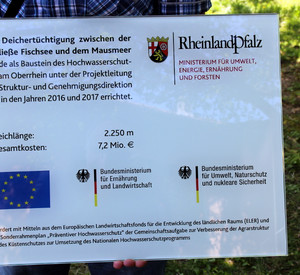 Deichertüchtigung zwischen der
ließe Fischsee und dem Mausmeer
de als Baustein des Hochwasserschut-
am Oberrhein unter der Projektleitung
Struktur- und Genehmigungsdirektion
in den Jahren 2016 und 2017 errichtet.
RheinlandPfalz
MINISTERIUM FÜR UMWELT,
ENERGIE, ERNÄHRUNG
UND FORSTEN
eichlänge: 2.250 m
esamtkosten: 7,2 Mio. €
Bundesministerium
für Ernährung
und Landwirtschaft
Bundesministerium
für Umwelt, Naturschutz
und nukleare Sicherheit
rdert mit Mitteln aus dem Europäischen Landwirtschaftsfonds für die Entwicklung des ländlichen Raums (ELER) und
Sonderrahmenplan „Präventiver Hochwasserschutz" der Gemeinschaftsaufgabe zur Verbesserung der Agrarstruktur
des Küstenschutzes zur Umsetzung des Nationalen Hochwasserschutzprogramms